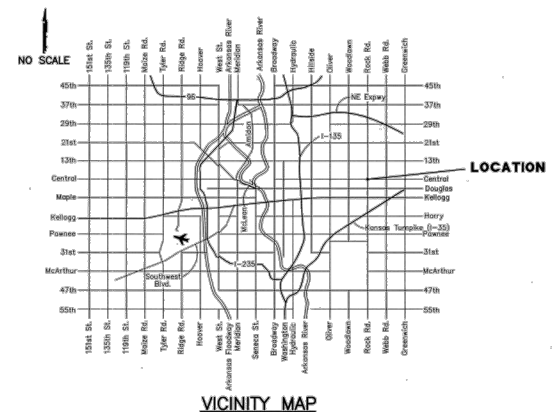 NO SCALE
151st St.
135th St.
119th St.
Maize Rd.
Tyler Rd.
Ridge Rd.
Hoover
West St.
Arkansas River
Meridian
Arkansas River
Broadway
Hydraulic
Hillside
Oliver
Woodlawn
Rock Rd.
Webb Rd.
Greenwich
45th
37th
29th
21st
13th
Central
Maple
Kellogg
Pawnee
31st
McArthur
47th
55th
96
NE Expwy
Amidon
I-135
McLean
I-235
Southwest
Blvd.
Kansas Turnpike (I-35)
45th
37th
29th
21st
13th
Central
Douglas
Kellogg
Harry
Pawnee
31st
McArthur
47th
55th
LOCATION
151st St.
135th St.
119th St.
Maize Rd.
Tyler Rd.
Ridge Rd.
Hoover
West St.
Arkansas Floodway
Meridian
Seneca St.
Broadway
Washington
Hydraulic
Arkansas River
Oliver
Woodlawn
Rock Rd.
Webb Rd.
Greenwich
VICINITY MAP